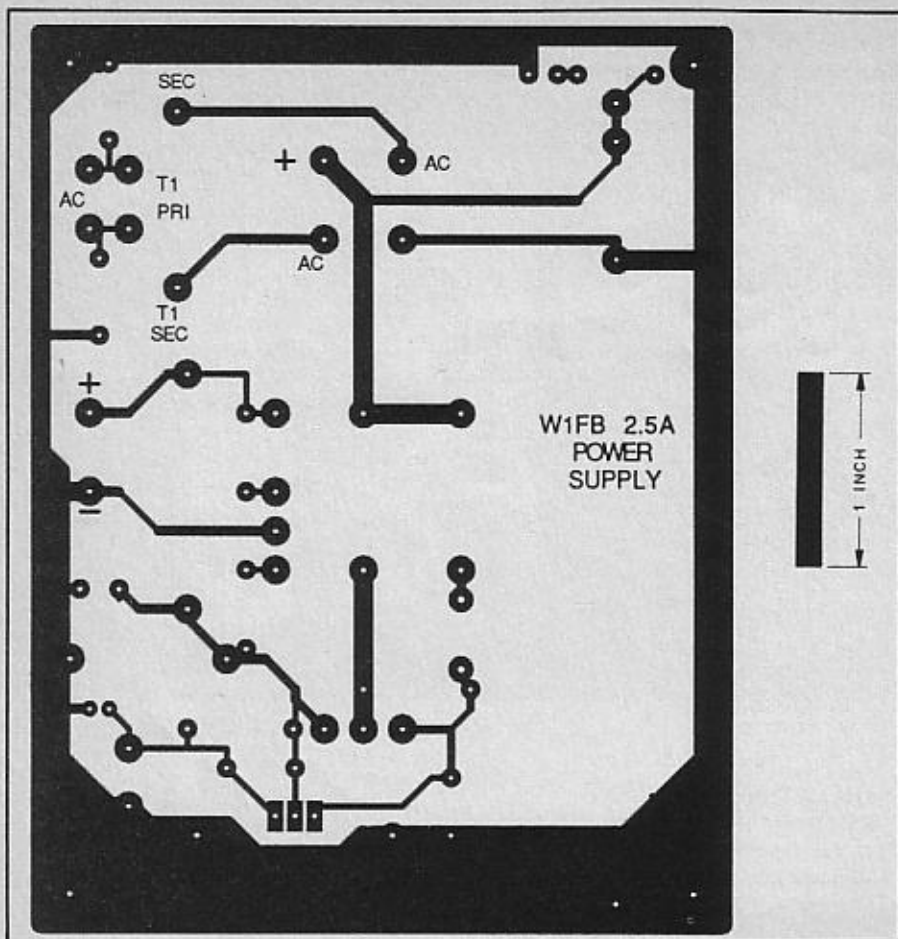 SEC
+
AC
T1
AC
PRI
AC
T1
SEC
+
W1FB 2.5A
POWER
SUPPLY
1 INCH
−